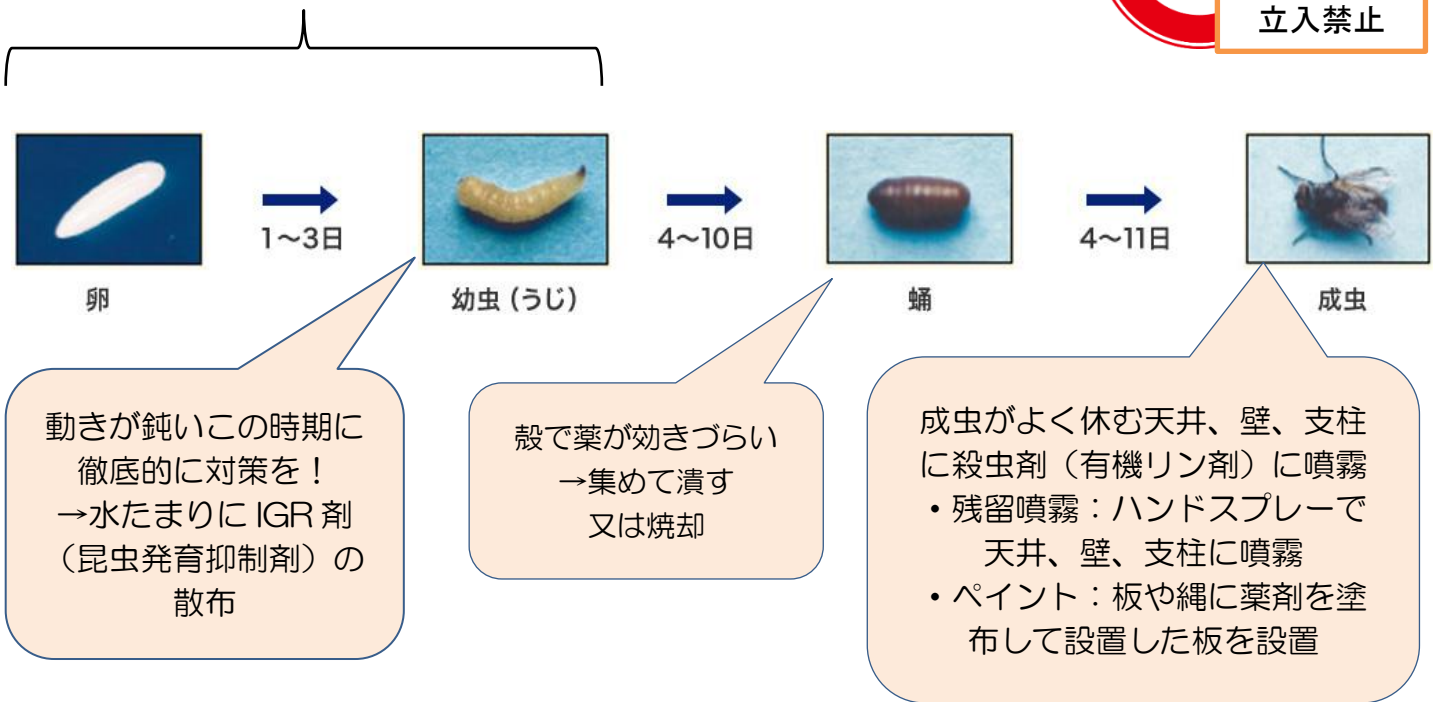 立入禁止
1～3日
4～10日
4～11日
卵
幼虫（うじ）
蛹
成虫
動きが鈍いこの時期に
徹底的に対策を！
→水たまりに IGR 剤
（昆虫発育抑制剤）の
散布
殻で薬が効きづらい
→集めて潰す
又は焼却
成虫がよく休む天井、壁、支柱
に殺虫剤（有機リン剤）に噴霧
・残留噴霧：ハンドスプレーで
天井、壁、支柱に噴霧
・ペイント：板や縄に薬剤を塗
布して設置した板を設置